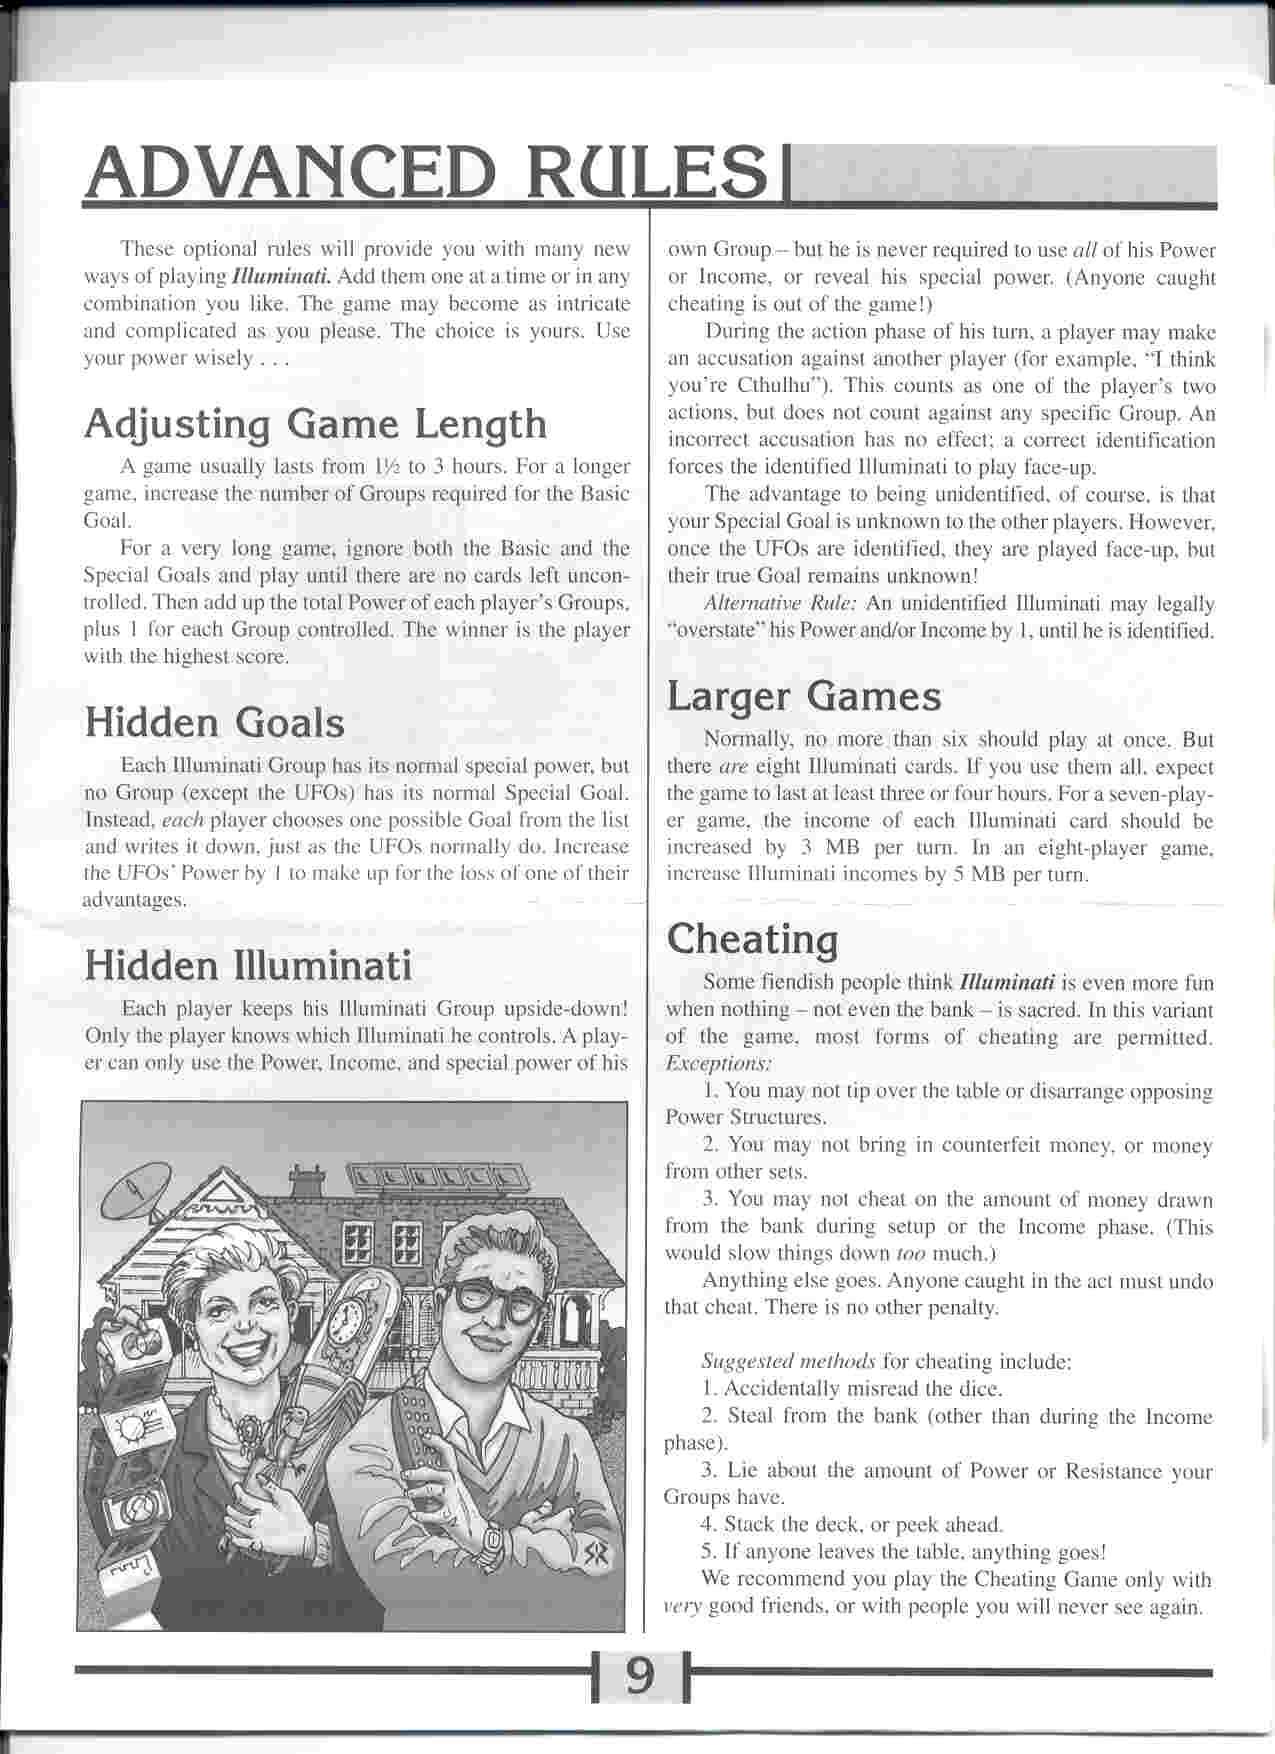 ADVANCED RULES
These optional rules will provide you with many new
ways of playing Illuminati. Add them one at a time or in any
combination you like. The game may become as intricate
and complicated as you please. The choice is yours. Use
your power wisely . . .
Adjusting Game Length
A game usually lasts from 1½ to 3 hours. For a longer
game, increase the number of Groups required for the Basic
Goal.
For a very long game, ignore both the Basic and the
Special Goals and play until there are no cards left uncon-
trolled. Then add up the total Power of each player's Groups,
plus 1 for each Group controlled. The winner is the player
with the highest score.
Hidden Goals
Each Illuminati Group has its normal special power, but
no Group (except the UFOs) has its normal Special Goal.
Instead, each player chooses one possible Goal from the list
and writes it down, just as the UFOs normally do. Increase
the UFOs' Power by 1 to make up for the loss of one of their
advantages.
Hidden Illuminati
Each player keeps his Illuminati Group upside-down!
Only the player knows which Illuminati he controls. A play-
er can only use the Power, Income, and special power of his
own Group – but he is never required to use all of his Power
or Income, or reveal his special power. (Anyone caught
cheating is out of the game!)
During the action phase of his turn, a player may make
an accusation against another player (for example, “I think
you're Cthulhu”). This counts as one of the player's two
actions, but does not count against any specific Group. An
incorrect accusation has no effect; a correct identification
forces the identified Illuminati to play face-up.
The advantage to being unidentified, of course, is that
your Special Goal is unknown to the other players. However,
once the UFOs are identified, they are played face-up, but
their true Goal remains unknown!
Alternative Rule: An unidentified Illuminati may legally
“overstate” his Power and/or Income by 1, until he is identified.
Larger Games
Normally, no more than six should play at once. But
there are eight Illuminati cards. If you use them all, expect
the game to last at least three or four hours. For a seven-play-
er game, the income of each Illuminati card should be
increased by 3 MB per turn. In an eight-player game,
increase Illuminati incomes by 5 MB per turn.
Cheating
Some fiendish people think Illuminati is even more fun
when nothing – not even the bank – is sacred. In this variant
of the game, most forms of cheating are permitted.
Exceptions:
1. You may not tip over the table or disarrange opposing
Power Structures.
2. You may not bring in counterfeit money, or money
from other sets.
3. You may not cheat on the amount of money drawn
from the bank during setup or the Income phase. (This
would slow things down too much.)
Anything else goes. Anyone caught in the act must undo
that cheat. There is no other penalty.
Suggested methods for cheating include:
1. Accidentally misread the dice.
2. Steal from the bank (other than during the Income
phase).
3. Lie about the amount of Power or Resistance your
Groups have.
4. Stack the deck, or peek ahead.
5. If anyone leaves the table, anything goes!
We recommend you play the Cheating Game only with
very good friends, or with people you will never see again.
9